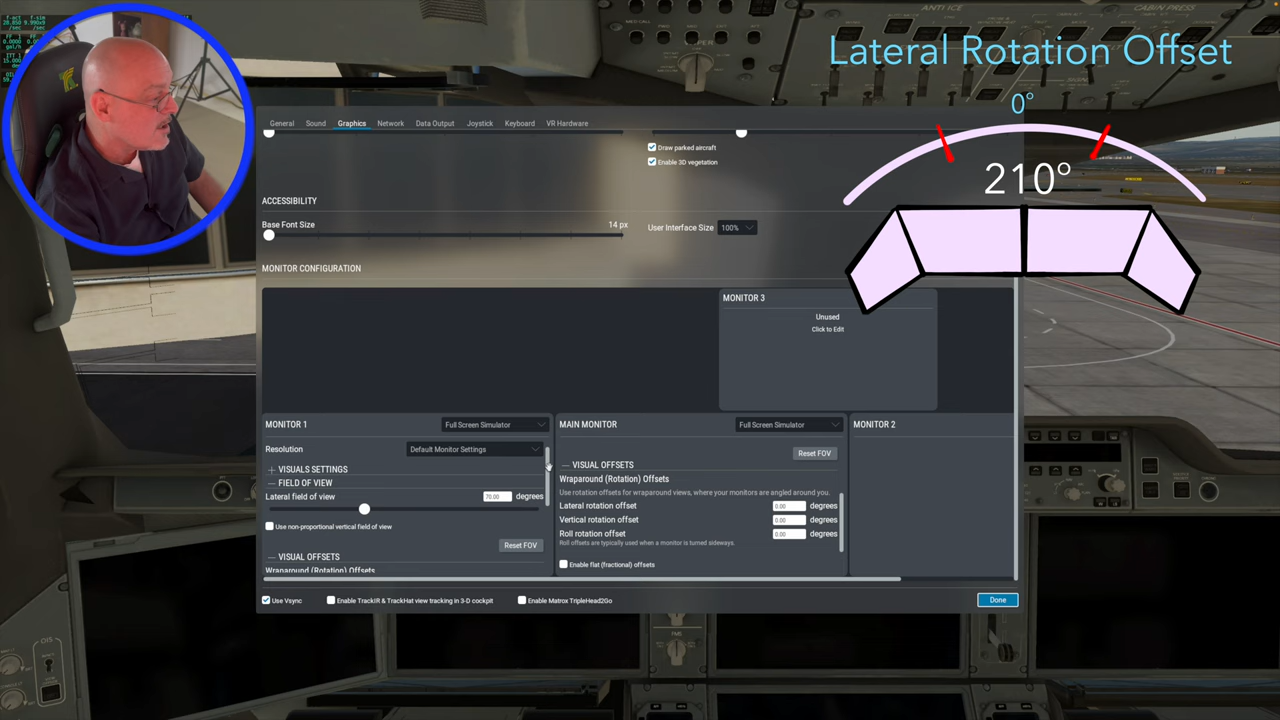 Lateral Rotation Offset
0°
210°
General Sound Graphics Network Data Output Joystick Keyboard VR Hardware
Draw parked aircraft
Enable 3D vegetation
ACCESSIBILITY
Base Font Size 14 px User Interface Size 100%
MONITOR CONFIGURATION
MONITOR 3
Unused
Click to Edit
MONITOR 1 Full Screen Simulator
Resolution Default Monitor Settings
VISUALS SETTINGS
FIELD OF VIEW
Lateral field of view 70.00 degrees
Use non-proportional vertical field of view
Reset FOV
VISUAL OFFSETS
Wraparound (Rotation) Offsets
MAIN MONITOR Full Screen Simulator
Reset FOV
VISUAL OFFSETS
Wraparound (Rotation) Offsets
Use rotation offsets for wraparound views, where your monitors are angled around you.
Lateral rotation offset 0.00 degrees
Vertical rotation offset 0.00 degrees
Roll rotation offset 0.00 degrees
Roll offsets are typically used when a monitor is turned sideways.
Enable flat (fractional) offsets
MONITOR 2
Use Vsync Enable TrackIR & TrackHat view tracking in 3-D cockpit Enable Matrox TripleHead2Go Done
ANTI ICE
CABIN PRESS